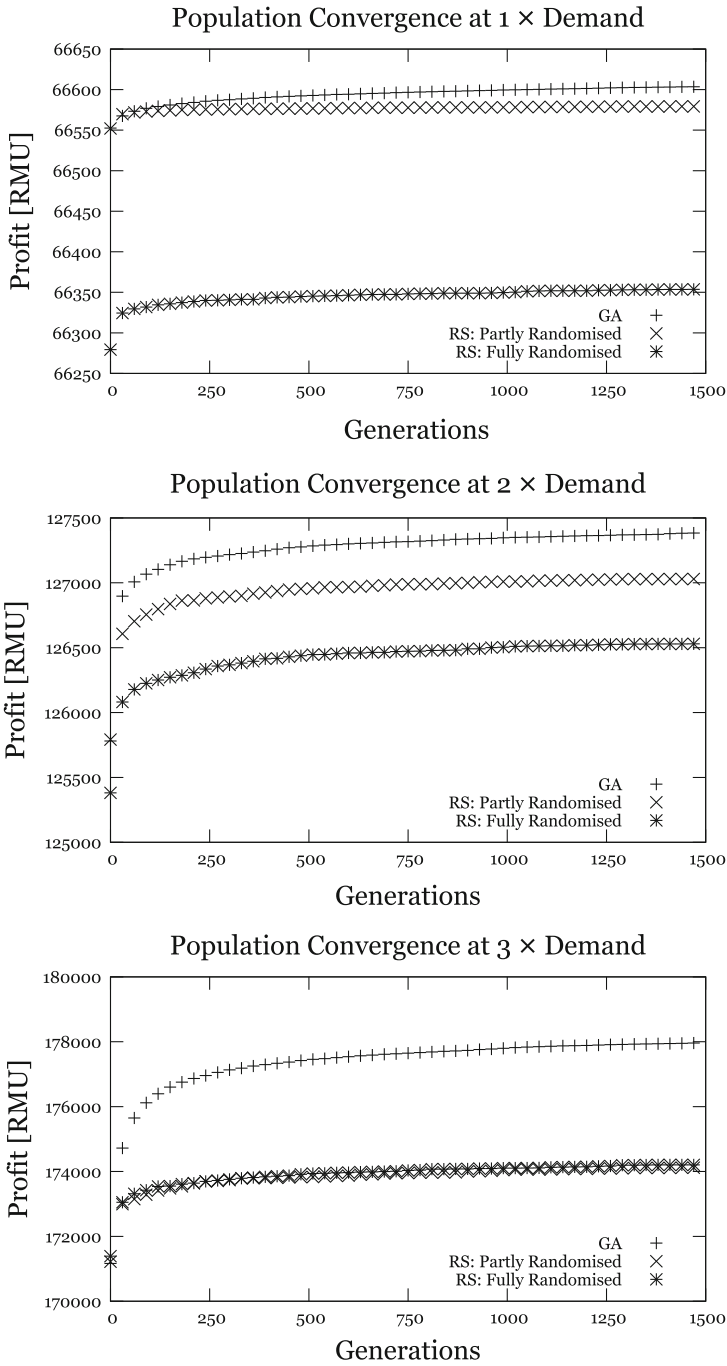 Population Convergence at 1 × Demand
66650
66600
66550
66500
66450
66400
66350
66300
66250
Profit [RMU]
GA
RS: Partly Randomised
RS: Fully Randomised
0 250 500 750 1000 1250 1500
Generations
Population Convergence at 2 × Demand
127500
127000
126500
126000
125500
125000
Profit [RMU]
GA
RS: Partly Randomised
RS: Fully Randomised
0 250 500 750 1000 1250 1500
Generations
Population Convergence at 3 × Demand
180000
178000
176000
174000
172000
170000
Profit [RMU]
GA
RS: Partly Randomised
RS: Fully Randomised
0 250 500 750 1000 1250 1500
Generations